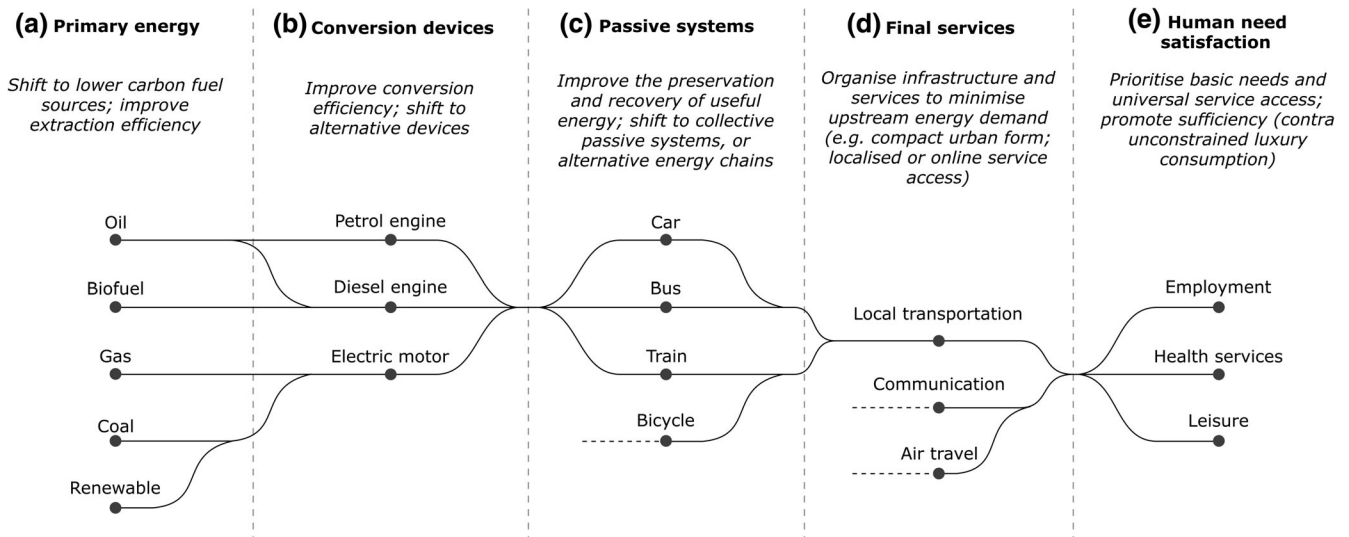 (a) Primary energy
Shift to lower carbon fuel
sources; improve
extraction efficiency
(b) Conversion devices
Improve conversion
efficiency; shift to
alternative devices
(c) Passive systems
Improve the preservation
and recovery of useful
energy; shift to collective
passive systems, or
alternative energy chains
(d) Final services
Organise infrastructure and
services to minimise
upstream energy demand
(e.g. compact urban form;
localised or online service
access)
(e) Human need
satisfaction
Prioritise basic needs and
universal service access;
promote sufficiency (contra
unconstrained luxury
consumption)
Oil
Biofuel
Gas
Coal
Renewable
Petrol engine
Diesel engine
Electric motor
Car
Bus
Train
Bicycle
Local transportation
Communication
Air travel
Employment
Health services
Leisure